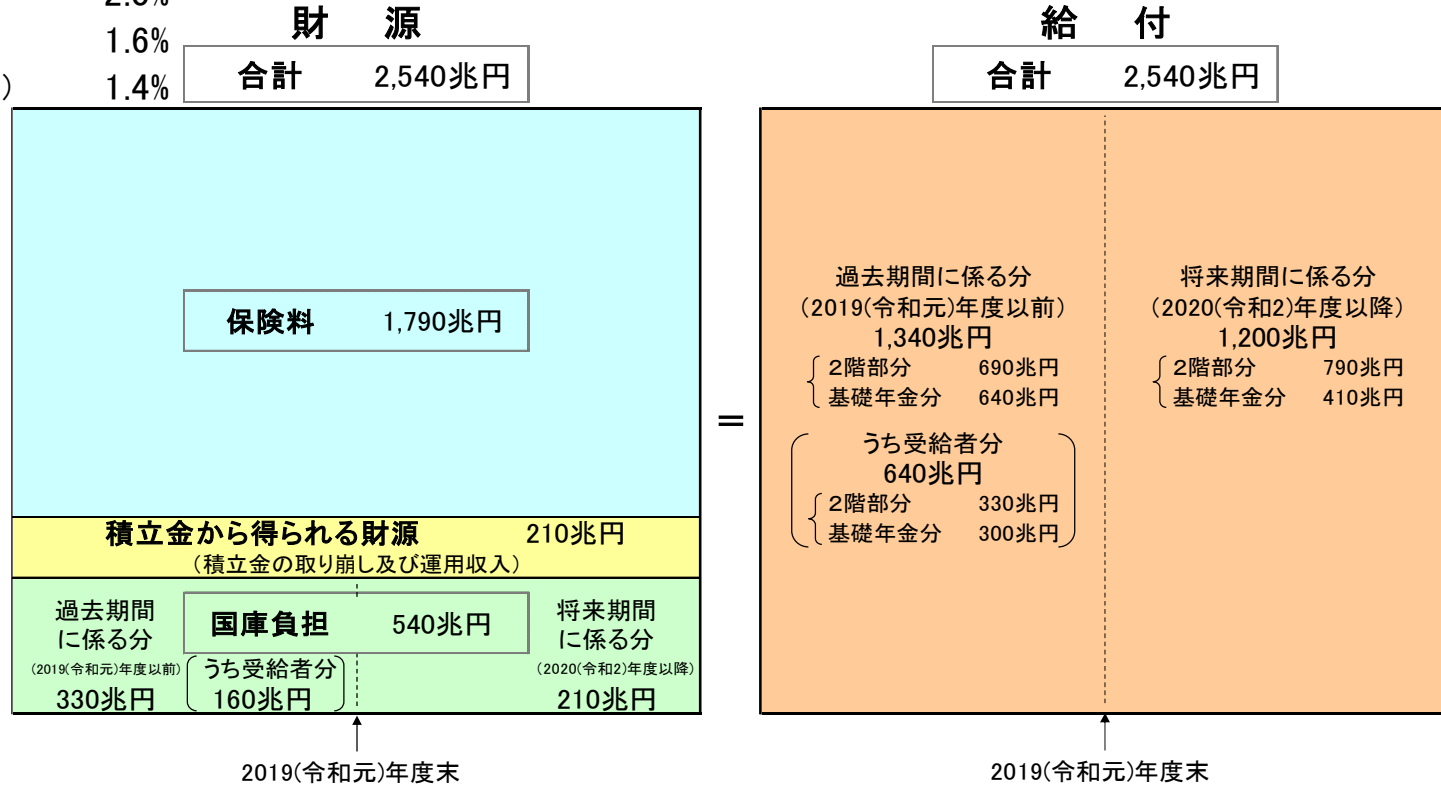 1.6%
)
1.4%
財 源
合計 2,540兆円
保険料 1,790兆円
積立金から得られる財源 210兆円
（積立金の取り崩し及び運用収入）
過去期間
に係る分
(2019(令和元)年度以前)
330兆円
国庫負担 540兆円
うち受給者分
160兆円
将来期間
に係る分
(2020(令和2)年度以降)
210兆円
2019(令和元)年度末
＝
給 付
合計 2,540兆円
過去期間に係る分
（2019(令和元)年度以前）
1,340兆円
２階部分 690兆円
基礎年金分 640兆円
うち受給者分
640兆円
２階部分 330兆円
基礎年金分 300兆円
将来期間に係る分
（2020(令和2)年度以降）
1,200兆円
２階部分 790兆円
基礎年金分 410兆円
2019(令和元)年度末